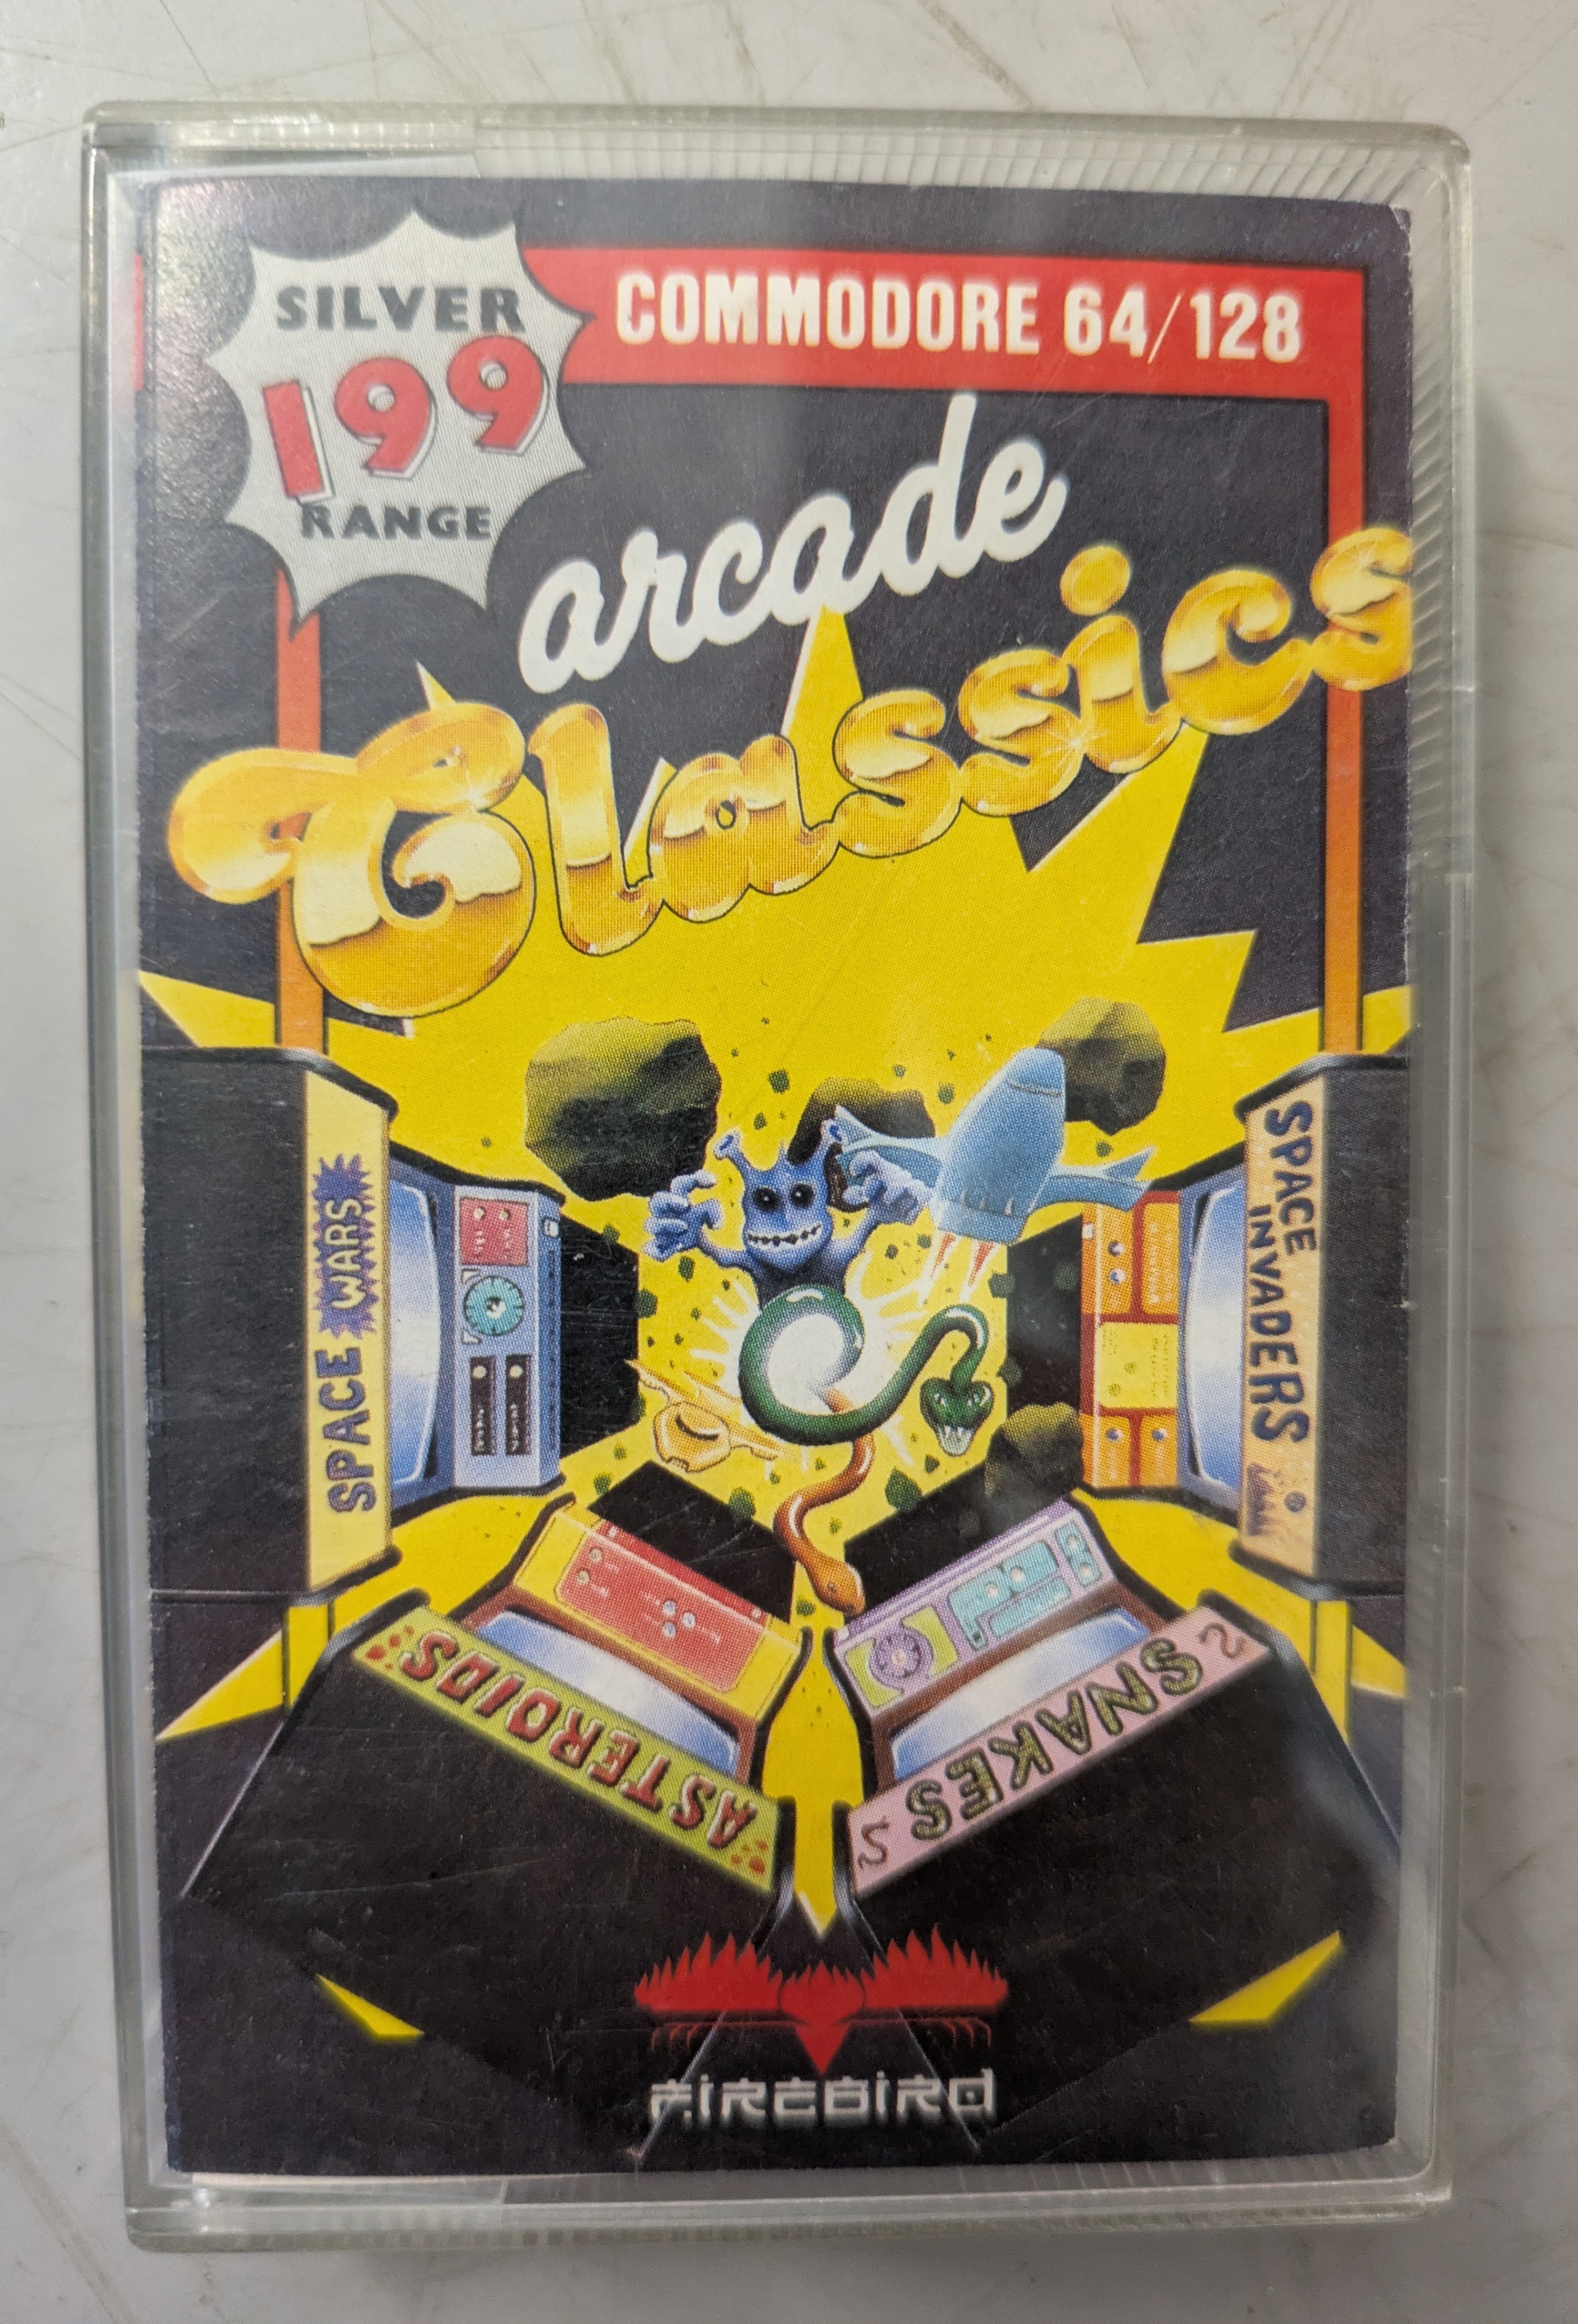 SILVER
199
RANGE
COMMODORE 64/128
arcade
Classics
SPACE WARS
SPACE
INVADERS
ASTEROIDS
SNAKES
FIREBIRD